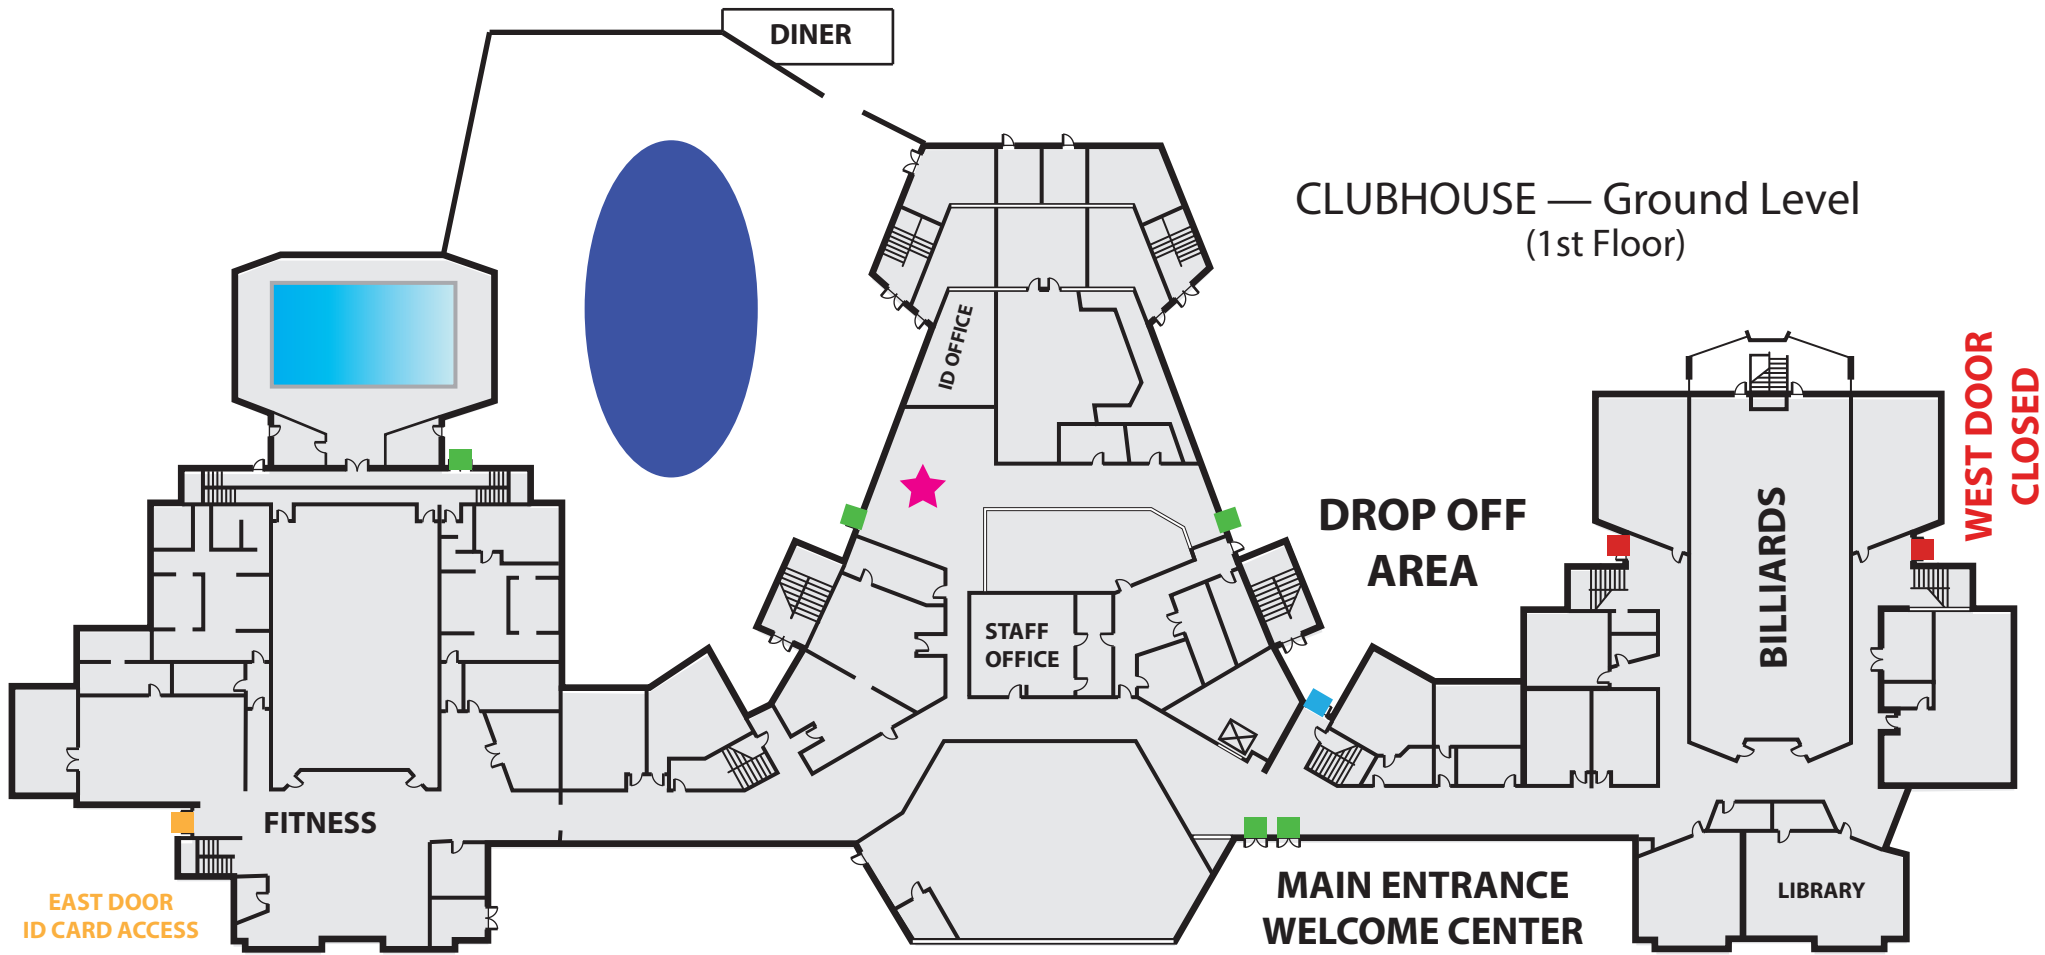 DINER
CLUBHOUSE — Ground Level
(1st Floor)
ID OFFICE
WEST DOOR
CLOSED
DROP OFF
AREA
BILLIARDS
STAFF
OFFICE
FITNESS
EAST DOOR
ID CARD ACCESS
MAIN ENTRANCE
WELCOME CENTER
LIBRARY